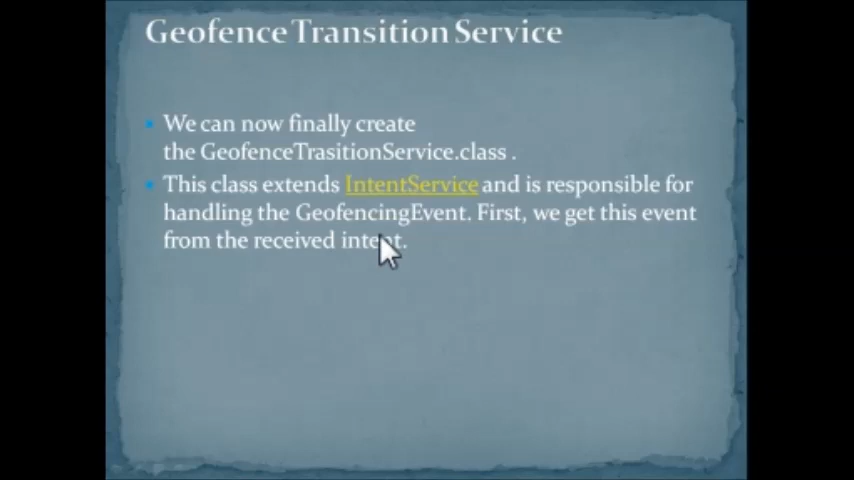 Geofence Transition Service
We can now finally create
the GeofenceTrasitionService.class .
This class extends IntentService and is responsible for
handling the GeofencingEvent. First, we get this event
from the received intent.